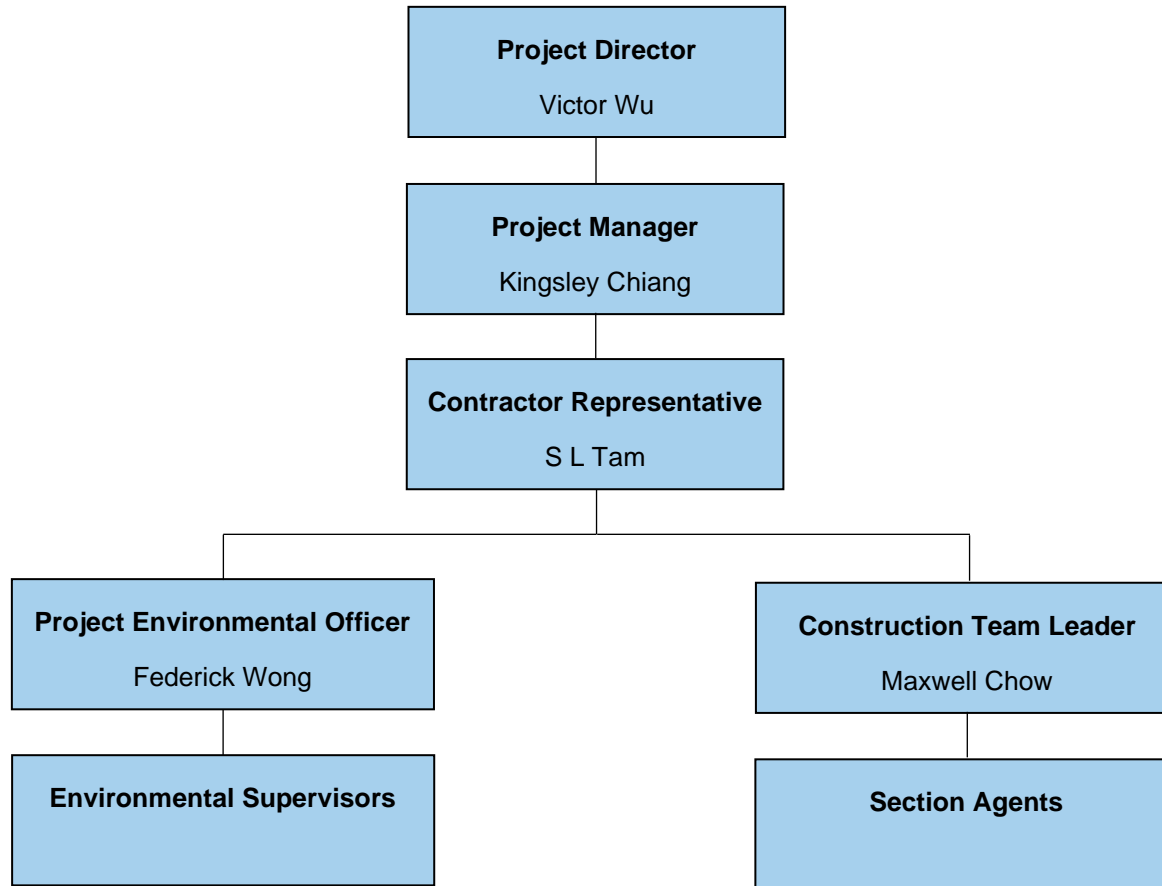 Project Director
Victor Wu
Project Manager
Kingsley Chiang
Contractor Representative
S L Tam
Project Environmental Officer
Federick Wong
Construction Team Leader
Maxwell Chow
Environmental Supervisors
Section Agents